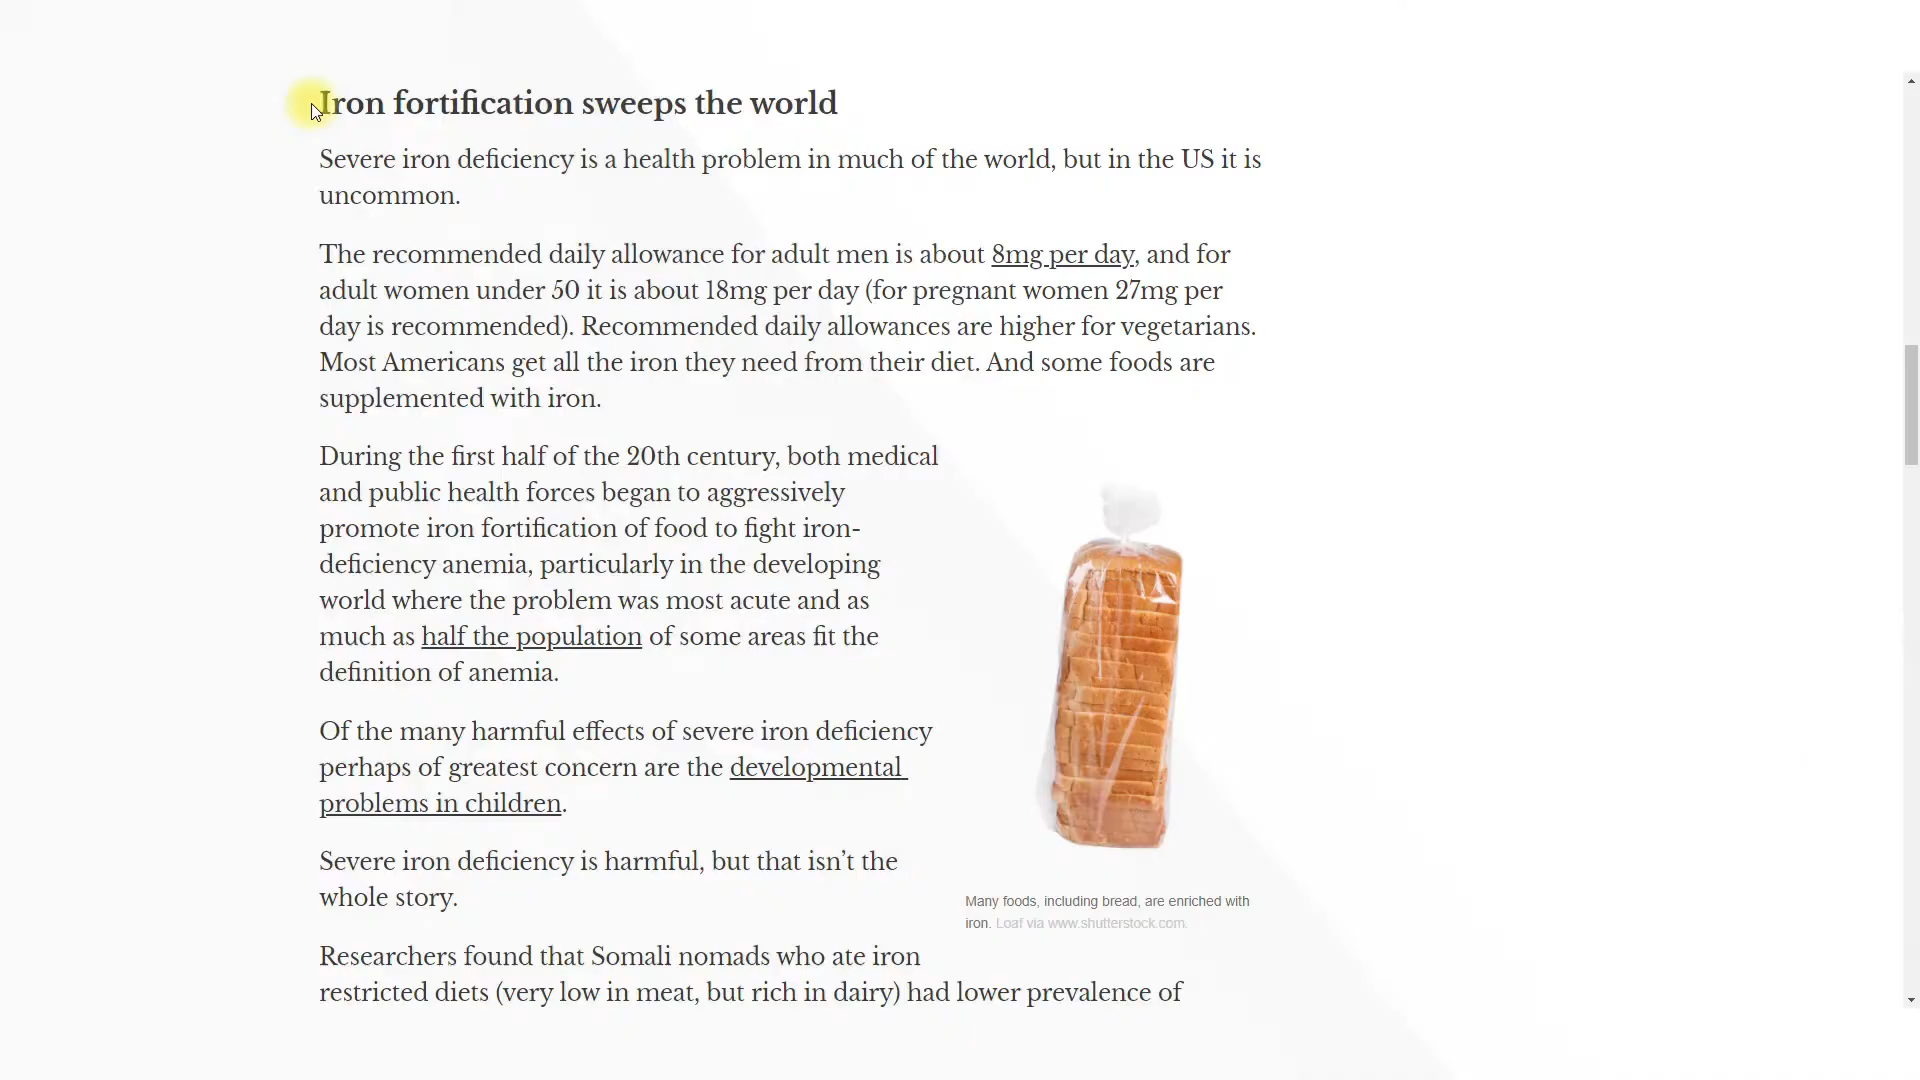 Iron fortification sweeps the world
Severe iron deficiency is a health problem in much of the world, but in the US it is
uncommon.
The recommended daily allowance for adult men is about 8mg per day, and for
adult women under 50 it is about 18mg per day (for pregnant women 27mg per
day is recommended). Recommended daily allowances are higher for vegetarians.
Most Americans get all the iron they need from their diet. And some foods are
supplemented with iron.
During the first half of the 20th century, both medical
and public health forces began to aggressively
promote iron fortification of food to fight iron-
deficiency anemia, particularly in the developing
world where the problem was most acute and as
much as half the population of some areas fit the
definition of anemia.
Of the many harmful effects of severe iron deficiency
perhaps of greatest concern are the developmental
problems in children.
Severe iron deficiency is harmful, but that isn’t the
whole story.
Many foods, including bread, are enriched with
iron. Loaf via www.shutterstock.com.
Researchers found that Somali nomads who ate iron
restricted diets (very low in meat, but rich in dairy) had lower prevalence of